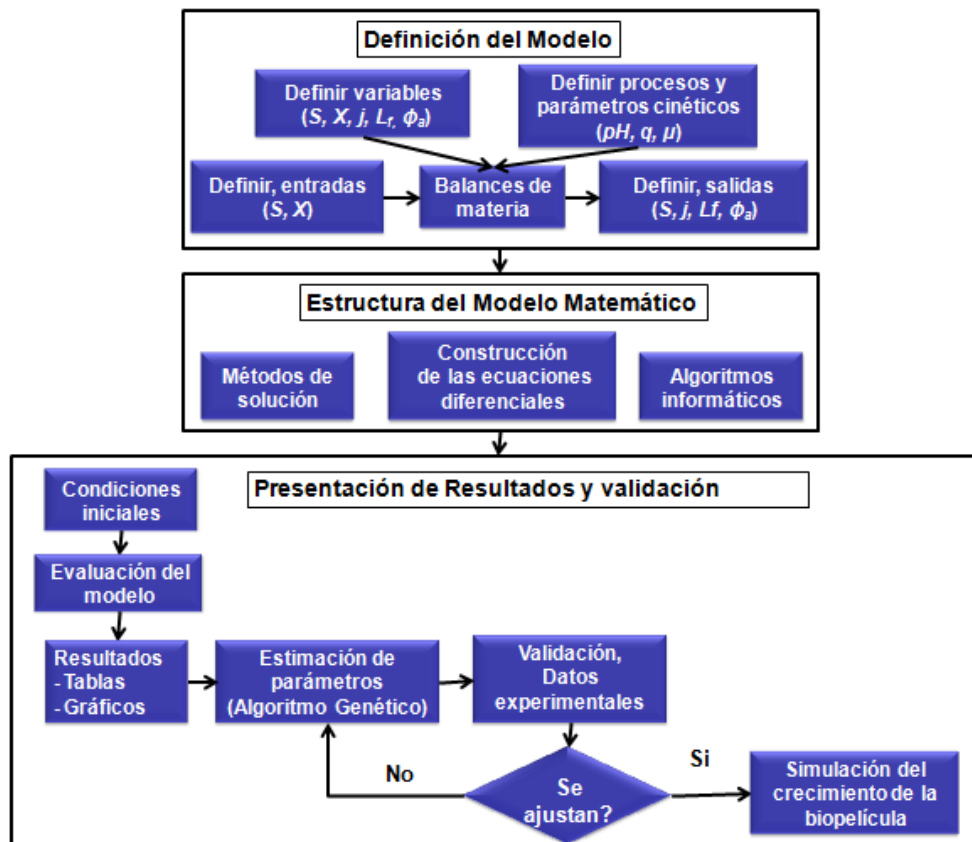 Definición del Modelo
Definir variables
(S, X, j, Lf, ϕa)
Definir procesos y
parámetros cinéticos
(pH, q, µ)
Definir, entradas
(S, X)
Balances de
materia
Definir, salidas
(S, j, Lf, ϕa)
Estructura del Modelo Matemático
Métodos de
solución
Construcción
de las ecuaciones
diferenciales
Algoritmos
informáticos
Presentación de Resultados y validación
Condiciones
iniciales
Evaluación del
modelo
Resultados
- Tablas
- Gráficos
Estimación de
parámetros
(Algoritmo Genético)
Validación,
Datos
experimentales
No
Se
ajustan?
Si
Simulación del
crecimiento de la
biopelícula